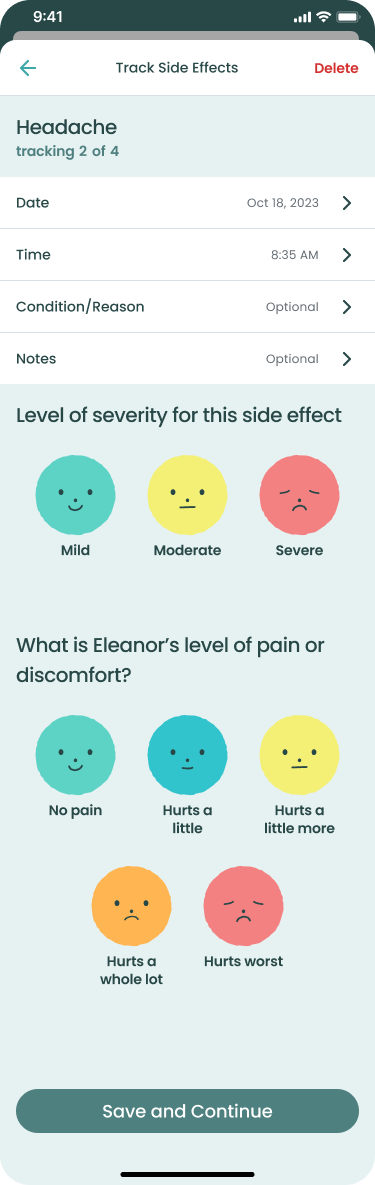 9:41
Track Side Effects
Delete
Headache
tracking 2 of 4
Date
Oct 18, 2023
Time
8:35 AM
Condition/Reason
Optional
Notes
Optional
Level of severity for this side effect
Mild
Moderate
Severe
What is Eleanor’s level of pain or
discomfort?
No pain
Hurts a
little
Hurts a
little more
Hurts a
whole lot
Hurts worst
Save and Continue